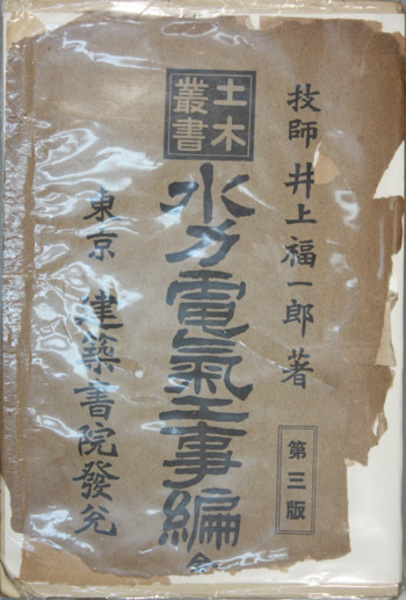 技師 井上福一郎 著
土木
叢書
水力電氣工事編 全
第三版
東京 建築書院發兌